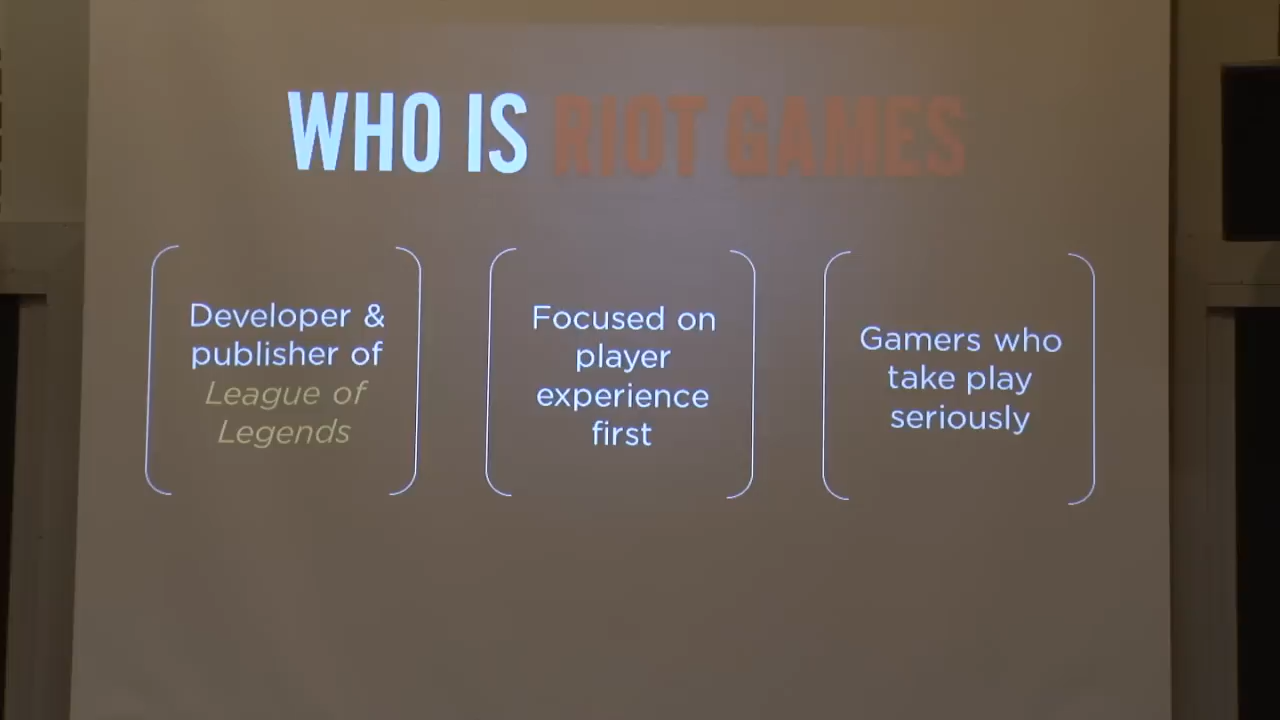 WHO IS RIOT GAMES
Developer &
publisher of
League of
Legends
Focused on
player
experience
first
Gamers who
take play
seriously